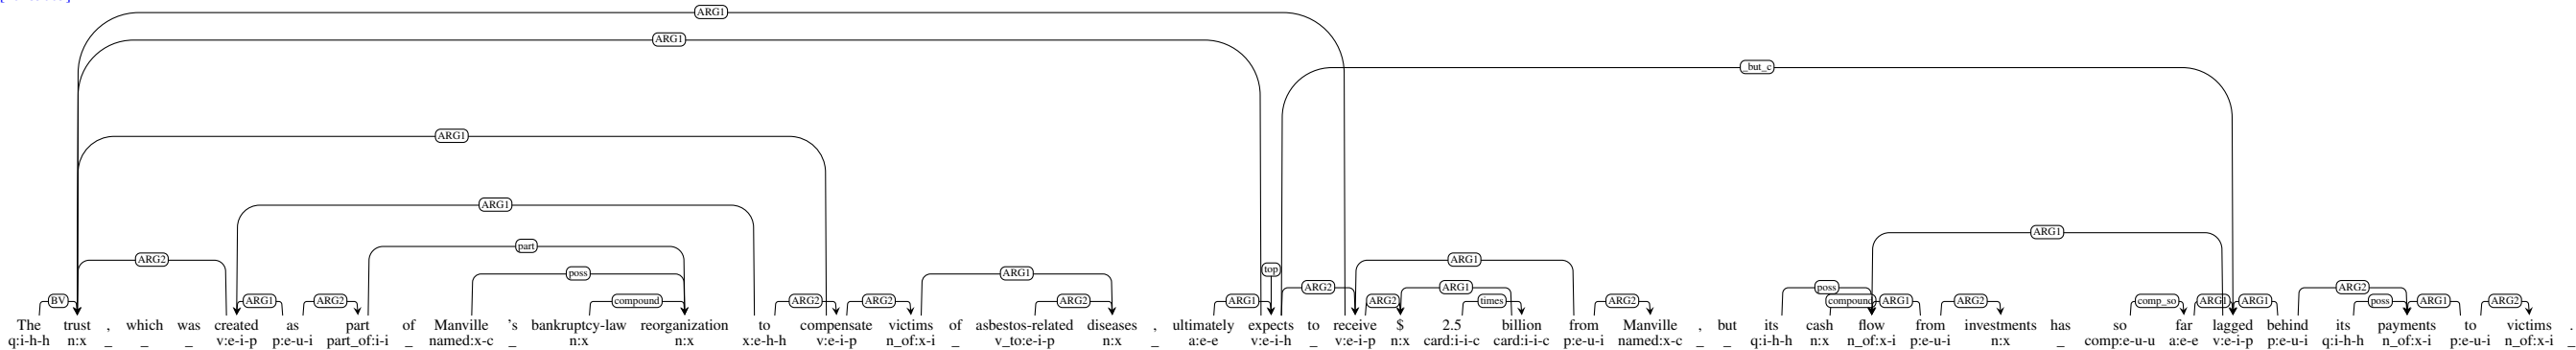 ARG1
ARG1
_but_c
ARG1
ARG1
ARG1
part
ARG2 ARG1
poss ARG1 top
ARG1 poss ARG2
BV ARG1 ARG2 compound ARG2 ARG2 ARG2 ARG1 ARG2 ARG2 times ARG2 compound ARG1 ARG2 comp_so ARG1 ARG1 poss ARG1 ARG2
The trust , which was created as part of Manville 's bankruptcy-law reorganization to compensate victims of asbestos-related diseases , ultimately expects to receive $ 2.5 billion from Manville , but its cash flow from investments has so far lagged behind its payments to victims .
q:i-h-h n:x _ _ _ v:e-i-p p:e-u-i part_of:i-i _ named:x-c _ n:x n:x x:e-h-h v:e-i-p n_of:x-i _ v_to:e-i-p n:x _ a:e-e v:e-i-h _ v:e-i-p n:x card:i-i-c card:i-i-c p:e-u-i named:x-c _ _ q:i-h-h n:x n_of:x-i p:e-u-i n:x _ comp:e-u-u a:e-e v:e-i-p p:e-u-i q:i-h-h n_of:x-i p:e-u-i n_of:x-i _